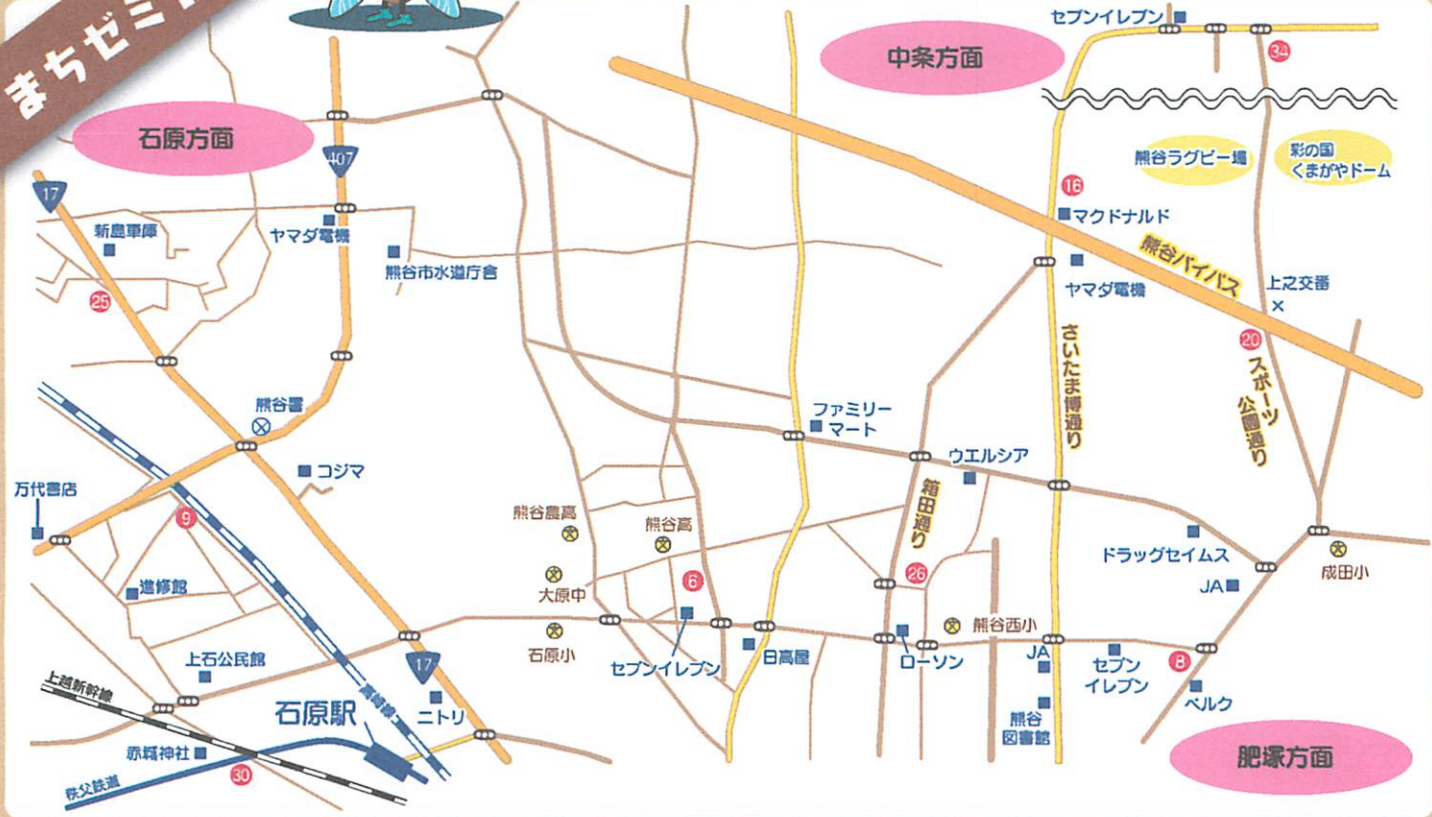 まちゼミ
石原方面
中条方面
セブンイレブン
34
407
17
新島車庫
ヤマダ電機
熊谷市水道庁舎
25
熊谷ラグビー場
彩の国
くまがやドーム
16
マクドナルド
熊谷バイパス
ヤマダ電機
上之交番
20
さいたま博通り
スポーツ
公園通り
熊谷署
コジマ
万代書店
9
進修館
上石公民館
上越新幹線
赤城神社
秩父鉄道
30
石原駅
高崎線
17
ニトリ
ファミリー
マート
ウエルシア
箱田通り
熊谷農高
熊谷高
大原中
6
石原小
セブンイレブン
日高屋
26
ローソン
熊谷西小
JA
熊谷
図書館
セブン
イレブン
8
ベルク
ドラッグセイムス
JA
成田小
肥塚方面